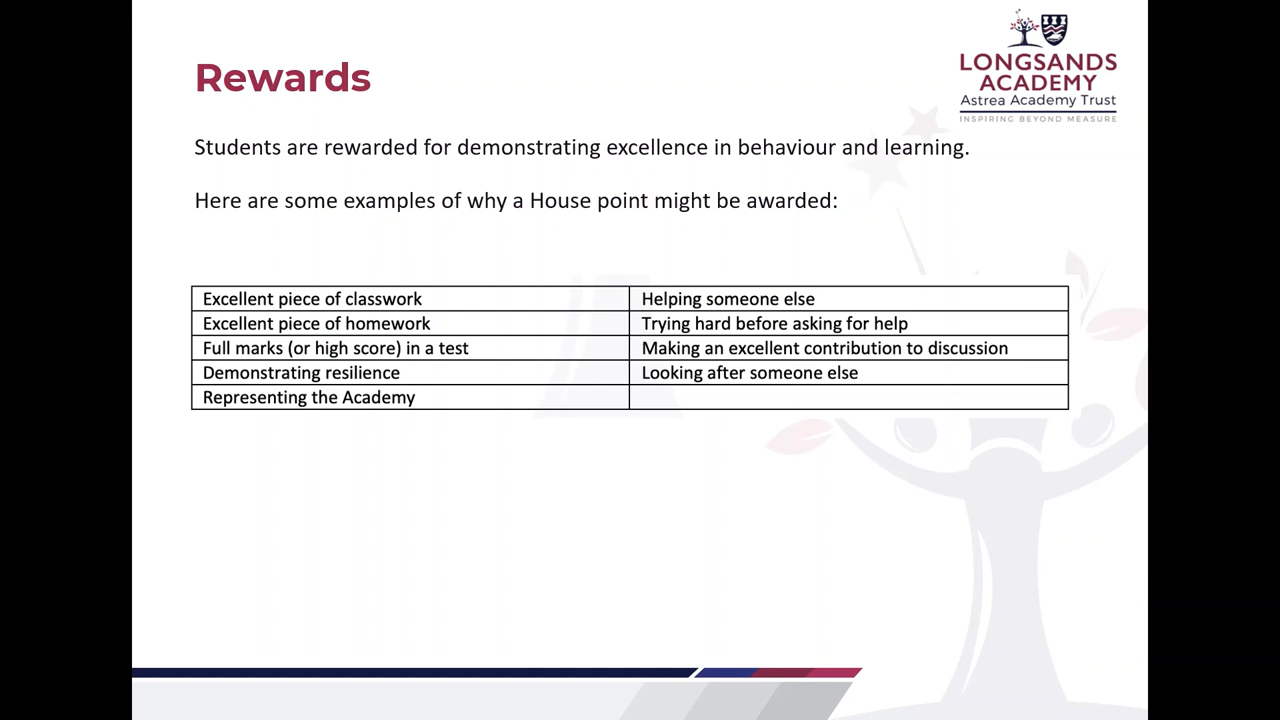 LONGSANDS
ACADEMY
Astrea Academy Trust
INSPIRING BEYOND MEASURE
Rewards
Students are rewarded for demonstrating excellence in behaviour and learning.
Here are some examples of why a House point might be awarded:
Excellent piece of classwork
Helping someone else
Excellent piece of homework
Trying hard before asking for help
Full marks (or high score) in a test
Making an excellent contribution to discussion
Demonstrating resilience
Looking after someone else
Representing the Academy